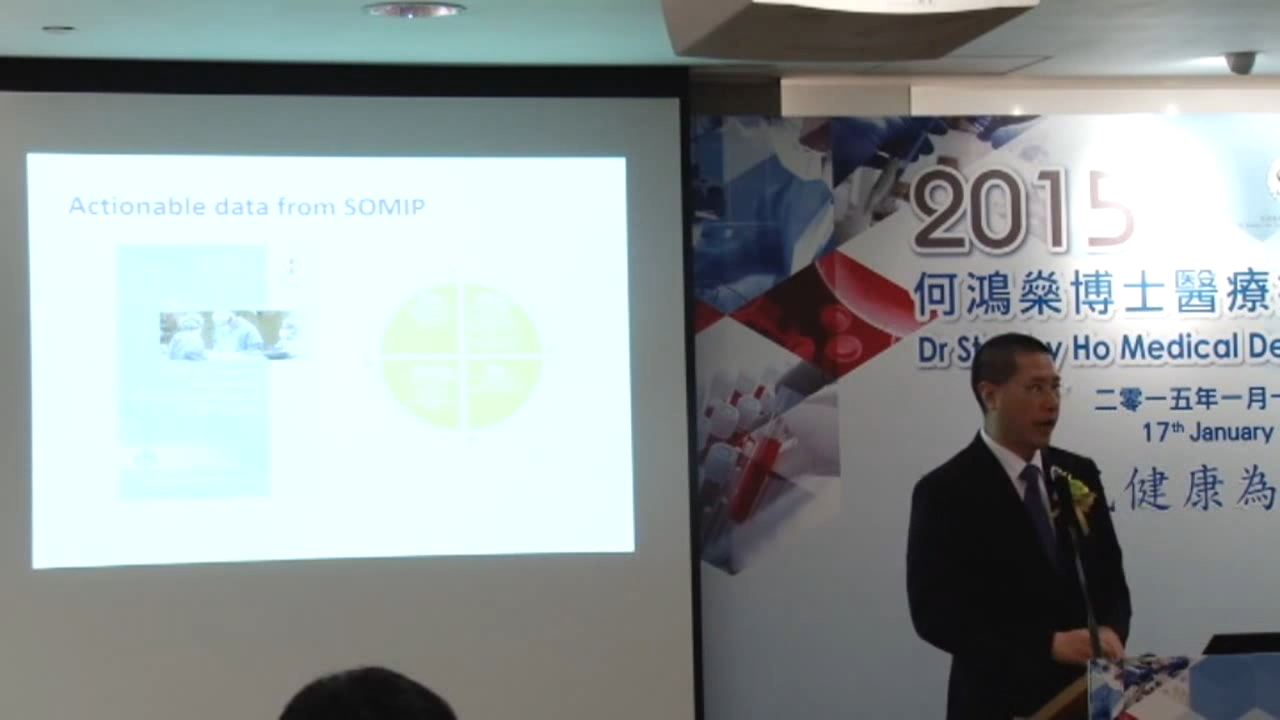 Actionable data from SOMIP
2015
何鴻燊博士醫療
Dr St y Ho Medical De
二零一五年一月
17th January
健康為